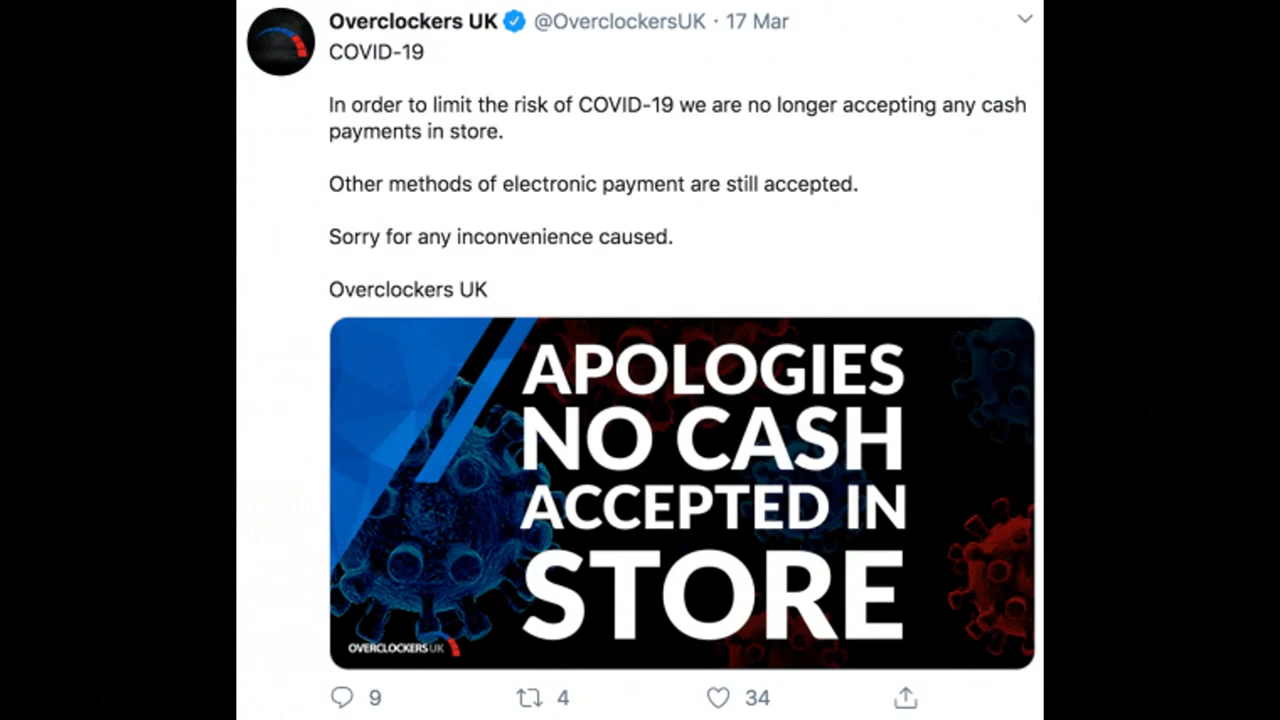 Overclockers UK @OverclockersUK · 17 Mar
COVID-19
In order to limit the risk of COVID-19 we are no longer accepting any cash
payments in store.
Other methods of electronic payment are still accepted.
Sorry for any inconvenience caused.
Overclockers UK
APOLOGIES
NO CASH
ACCEPTED IN
STORE
OVERCLOCKERS UK
9 4 34